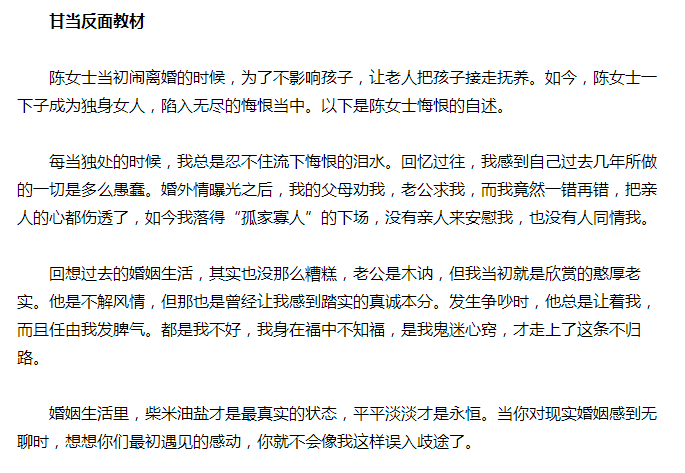 甘当反面教材
陈女士当初闹离婚的时候，为了不影响孩子，让老人把孩子接走抚养。如今，陈女士一
下子成为独身女人，陷入无尽的悔恨当中。以下是陈女士悔恨的自述。
每当独处的时候，我总是忍不住流下悔恨的泪水。回忆过往，我感到自己过去几年所做
的一切是多么愚蠢。婚外情曝光之后，我的父母劝我，老公求我，而我竟然一错再错，把亲
人的心都伤透了，如今我落得“孤家寡人”的下场，没有亲人来安慰我，也没有人同情我。
回想过去的婚姻生活，其实也没那么糟糕，老公是木讷，但我当初就是欣赏的憨厚老
实。他是不解风情，但那也是曾经让我感到踏实的真诚本分。发生争吵时，他总是让着我，
而且任由我发脾气。都是我不好，我身在福中不知福，是我鬼迷心窍，才走上了这条不归
路。
婚姻生活里，柴米油盐才是最真实的状态，平平淡淡才是永恒。当你对现实婚姻感到无
聊时，想想你们最初遇见的感动，你就不会像我这样误入歧途了。